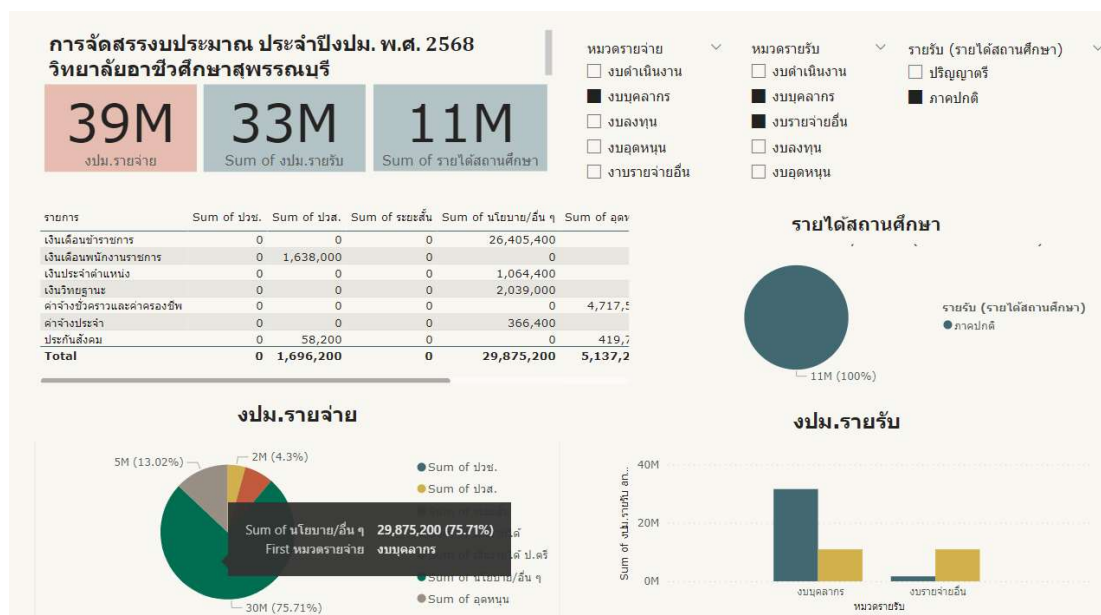 การจัดสรรงบประมาณ ประจำปีงปม. พ.ศ. 2568
วิทยาลัยอาชีวศึกษาสุพรรณบุรี
39M
งปม.รายจ่าย
33M
Sum of งปม.รายรับ
11M
Sum of รายได้สถานศึกษา
หมวดรายจ่าย
งบดำเนินงาน
งบบุคลากร
งบลงทุน
งบอุดหนุน
งาบรายจ่ายอื่น
หมวดรายรับ
งบดำเนินงาน
งบบุคลากร
งบรายจ่ายอื่น
งบลงทุน
งบอุดหนุน
รายรับ (รายได้สถานศึกษา)
ปริญญาตรี
ภาคปกติ
รายการ Sum of ปวช. Sum of ปวส. Sum of ระยะสั้น Sum of นโยบาย/อื่น ๆ Sum of
เงินเดือนข้าราชการ 0 0 0 26,405,400
เงินเดือนพนักงานราชการ 0 1,638,000 0 0
เงินประจำตำแหน่ง 0 0 0 1,064,400
เงินวิทยฐานะ 0 0 0 2,039,000
ค่าจ้างชั่วคราวและค่าครองชีพ 0 0 0 0 4,717,5
ค่าจ้างประจำ 0 0 0 366,400
ประกันสังคม 0 58,200 0 0 419,7
Total 0 1,696,200 0 29,875,200 5,137,2
รายได้สถานศึกษา
รายรับ (รายได้สถานศึกษา)
ภาคปกติ
11M (100%)
งปม.รายจ่าย
5M (13.02%)
2M (4.3%)
30M (75.71%)
Sum of ปวช.
Sum of ปวส.
Sum of นโยบาย/อื่น ๆ 29,875,200 (75.71%)
First หมวดรายจ่าย งบบุคลากร
ป.ตรี
Sum of นโยบาย/อื่น ๆ
Sum of อุดหนุน
งปม.รายรับ
Sum of งปม.รายรับ an...
40M
20M
0M
งบบุคลากร
งบรายจ่ายอื่น
หมวดรายรับ